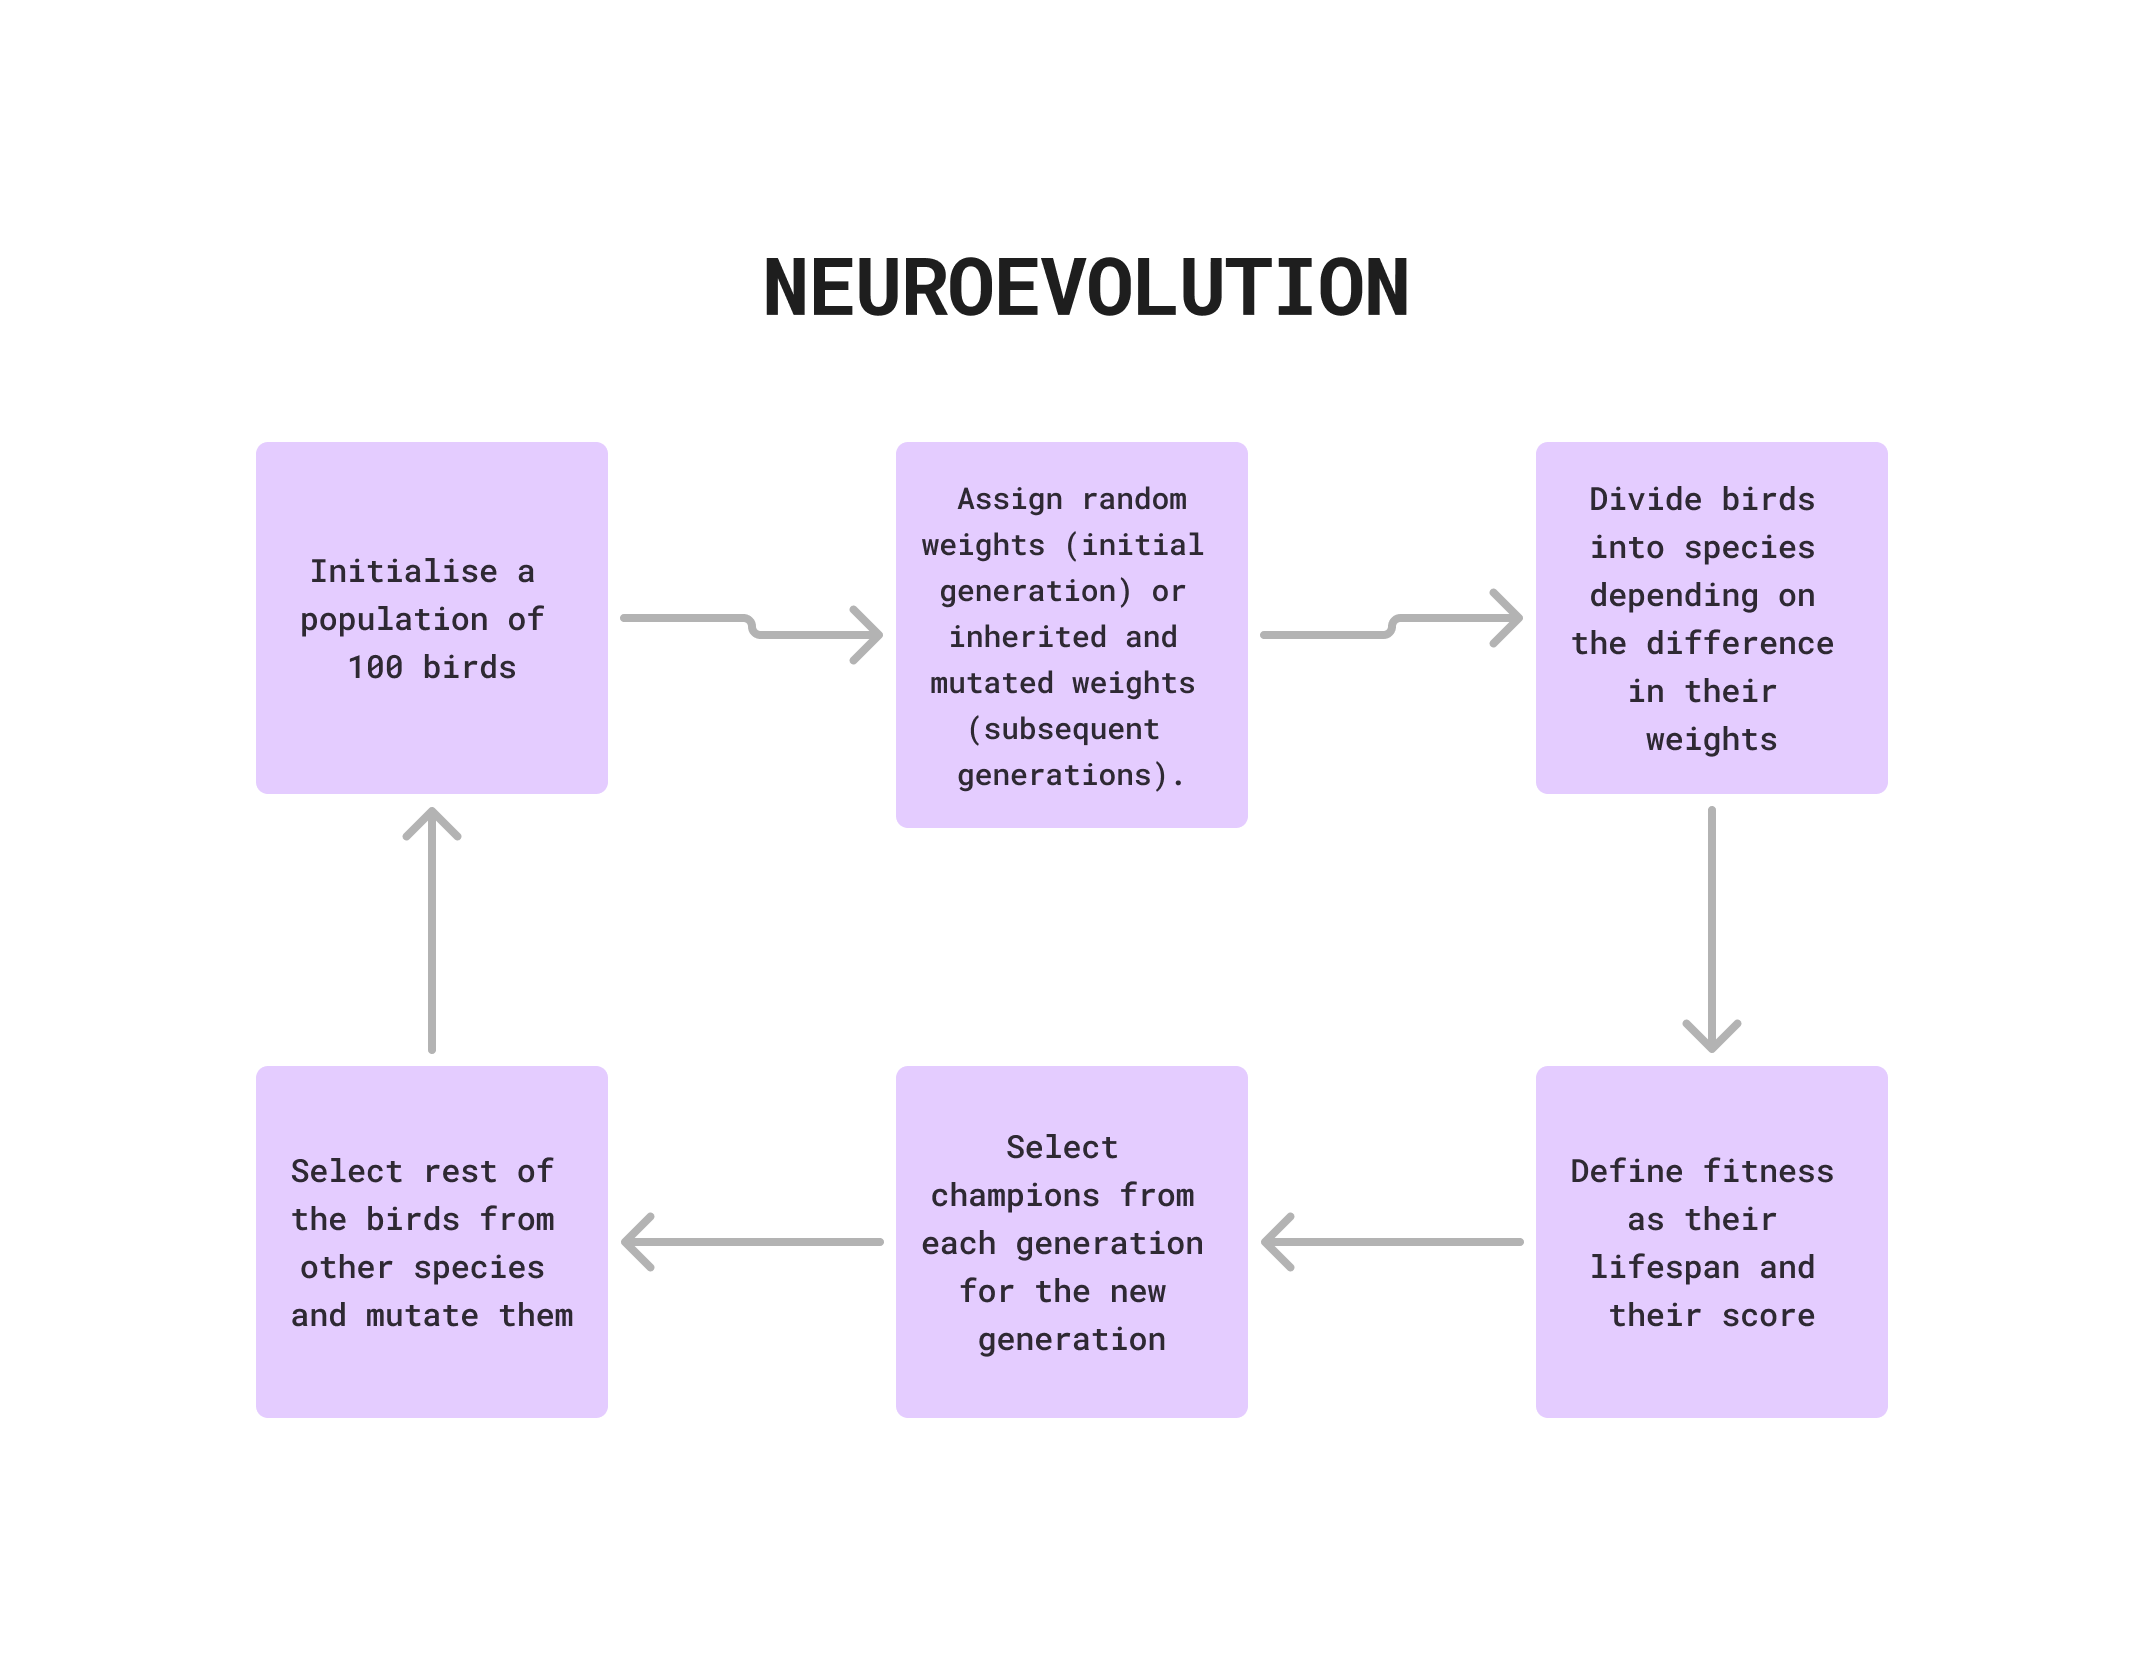 NEUROEVOLUTION
Initialise a
population of
100 birds
Assign random
weights (initial
generation) or
inherited and
mutated weights
(subsequent
generations).
Divide birds
into species
depending on
the difference
in their
weights
Select rest of
the birds from
other species
and mutate them
Select
champions from
each generation
for the new
generation
Define fitness
as their
lifespan and
their score